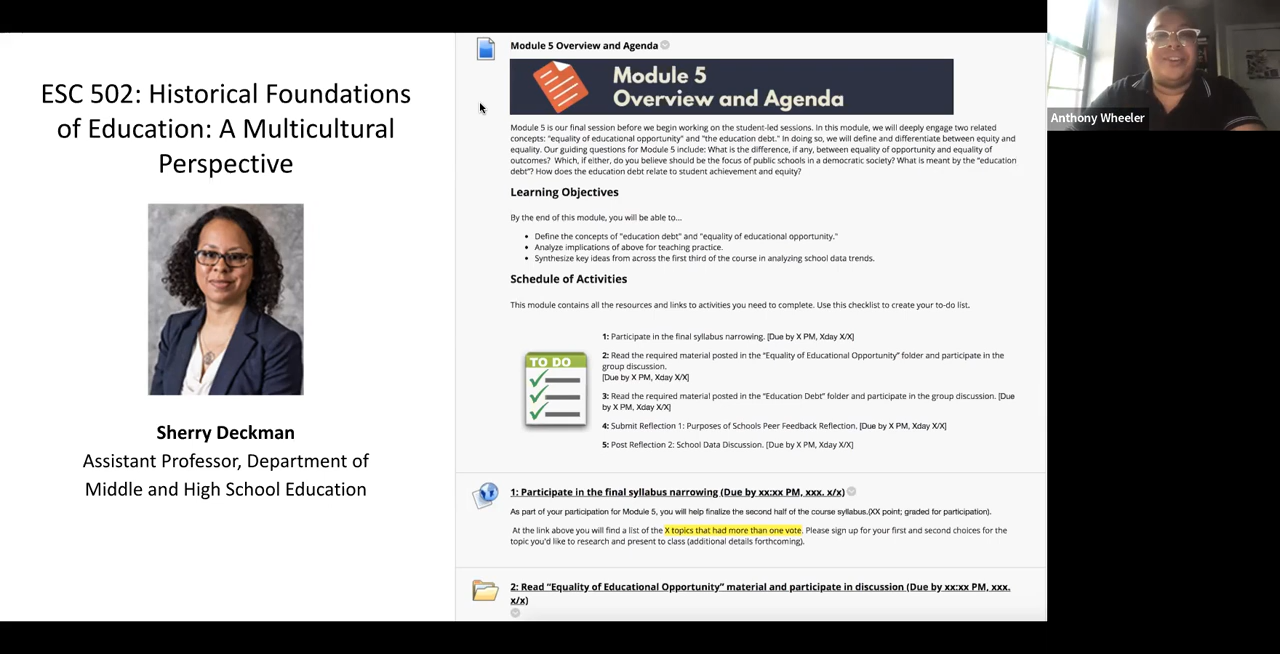 ESC 502: Historical Foundations
of Education: A Multicultural
Perspective
Sherry Deckman
Assistant Professor, Department of
Middle and High School Education
Module 5 Overview and Agenda
Module 5
Overview and Agenda
Module 5 is our final session before we begin working on the student-led sessions. In this module, we will deeply engage two related
concepts: "equality of educational opportunity" and "the education debt." In doing so, we will define and differentiate between equity and
equality. Our guiding questions for Module 5 include: What is the difference, if any, between equality of opportunity and equality of
outcomes? Which, if either, do you believe should be the focus of public schools in a democratic society? What is meant by the "education
debt"? How does the education debt relate to student achievement and equity?
Learning Objectives
By the end of this module, you will be able to...
• Define the concepts of "education debt" and "equality of educational opportunity."
• Analyze implications of above for teaching practice.
• Synthesize key ideas from across the first third of the course in analyzing school data trends.
Schedule of Activities
This module contains all the resources and links to activities you need to complete. Use this checklist to create your to-do list.
TO DO
1: Participate in the final syllabus narrowing. [Due by X PM, Xday X/X]
2: Read the required material posted in the “Equality of Educational Opportunity” folder and participate in the
group discussion.
[Due by X PM, Xday X/X]
3: Read the required material posted in the “Education Debt” folder and participate in the group discussion. [Due
by X PM, Xday X/X]
4: Submit Reflection 1: Purposes of Schools Peer Feedback Reflection. [Due by X PM, Xday X/X]
5: Post Reflection 2: School Data Discussion. [Due by X PM, Xday X/X]
1: Participate in the final syllabus narrowing (Due by xx:xx PM, xxx. x/x)
As part of your participation for Module 5, you will help finalize the second half of the course syllabus.(XX point; graded for participation).
At the link above you will find a list of the X topics that had more than one vote. Please sign up for your first and second choices for the
topic you'd like to research and present to class (additional details forthcoming).
2: Read “Equality of Educational Opportunity” material and participate in discussion (Due by xx:xx PM, xxx.
x/x)
Anthony Wheeler